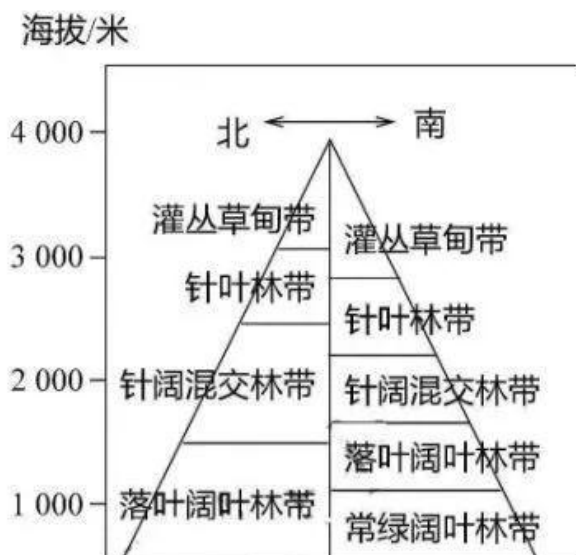 海拔/米
4 000
北
南
灌丛草甸带
灌丛草甸带
3 000
针叶林带
针叶林带
2 000
针阔混交林带
针阔混交林带
落叶阔叶林带
1 000
落叶阔叶林带
常绿阔叶林带